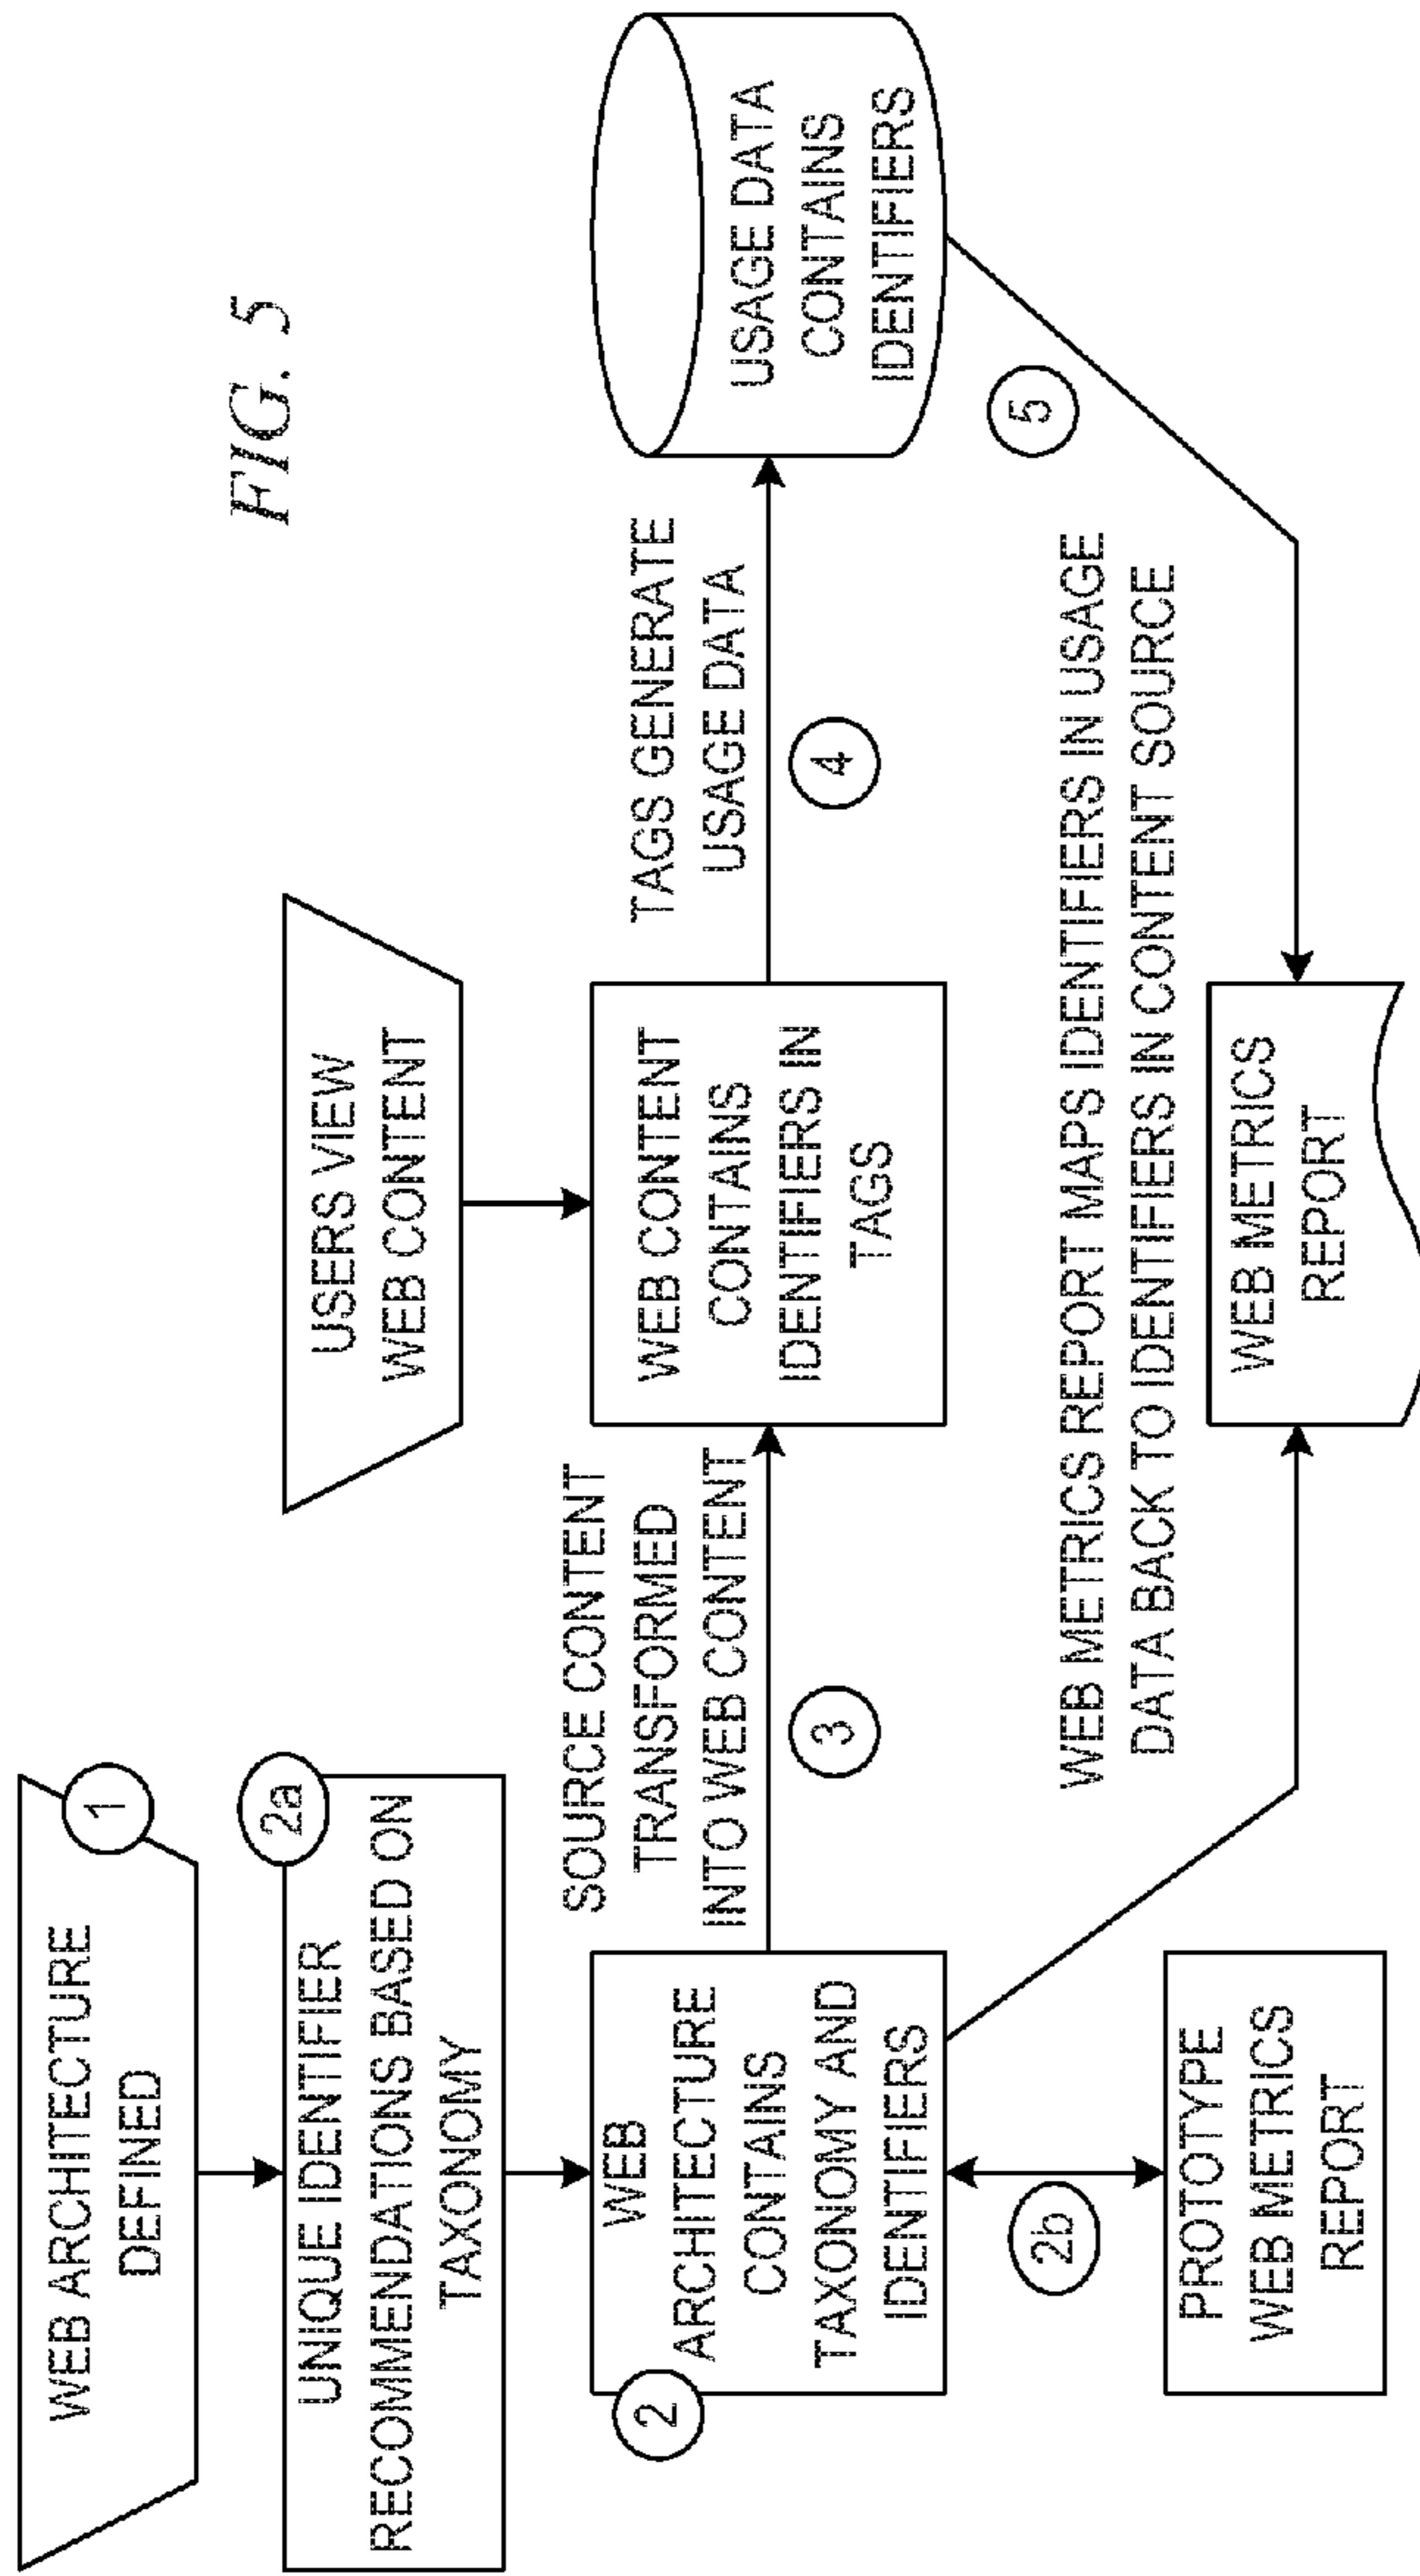 FIG. 5
WEB ARCHITECTURE
DEFINED
1
2a
UNIQUE IDENTIFIER
RECOMMENDATIONS BASED ON
TAXONOMY
USERS VIEW
WEB CONTENT
2
WEB
ARCHITECTURE
CONTAINS
TAXONOMY AND
IDENTIFIERS
SOURCE CONTENT
TRANSFORMED
INTO WEB CONTENT
3
WEB CONTENT
CONTAINS
IDENTIFIERS IN
TAGS
TAGS GENERATE
USAGE DATA
4
USAGE DATA
CONTAINS
IDENTIFIERS
5
2b
WEB METRICS REPORT MAPS IDENTIFIERS IN USAGE
DATA BACK TO IDENTIFIERS IN CONTENT SOURCE
PROTOTYPE
WEB METRICS
REPORT
WEB METRICS
REPORT